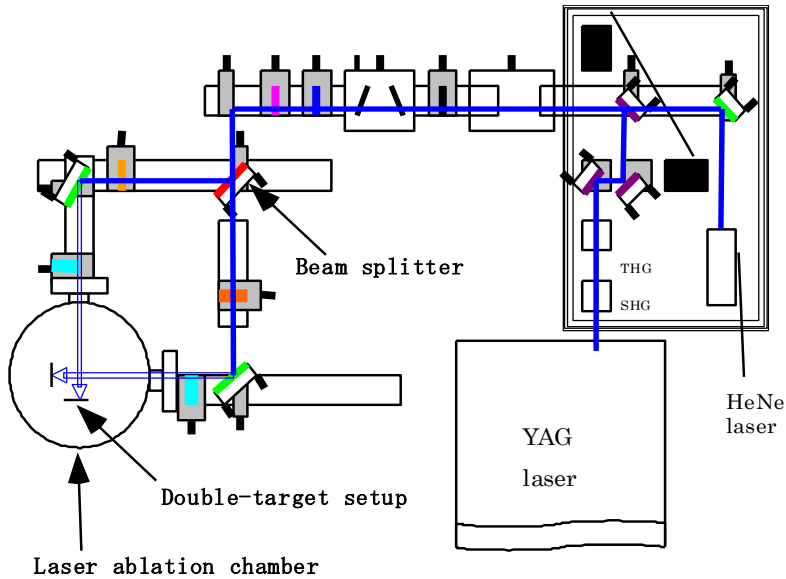 Beam splitter
THG
SHG
HeNe
laser
YAG
laser
Double-target setup
Laser ablation chamber